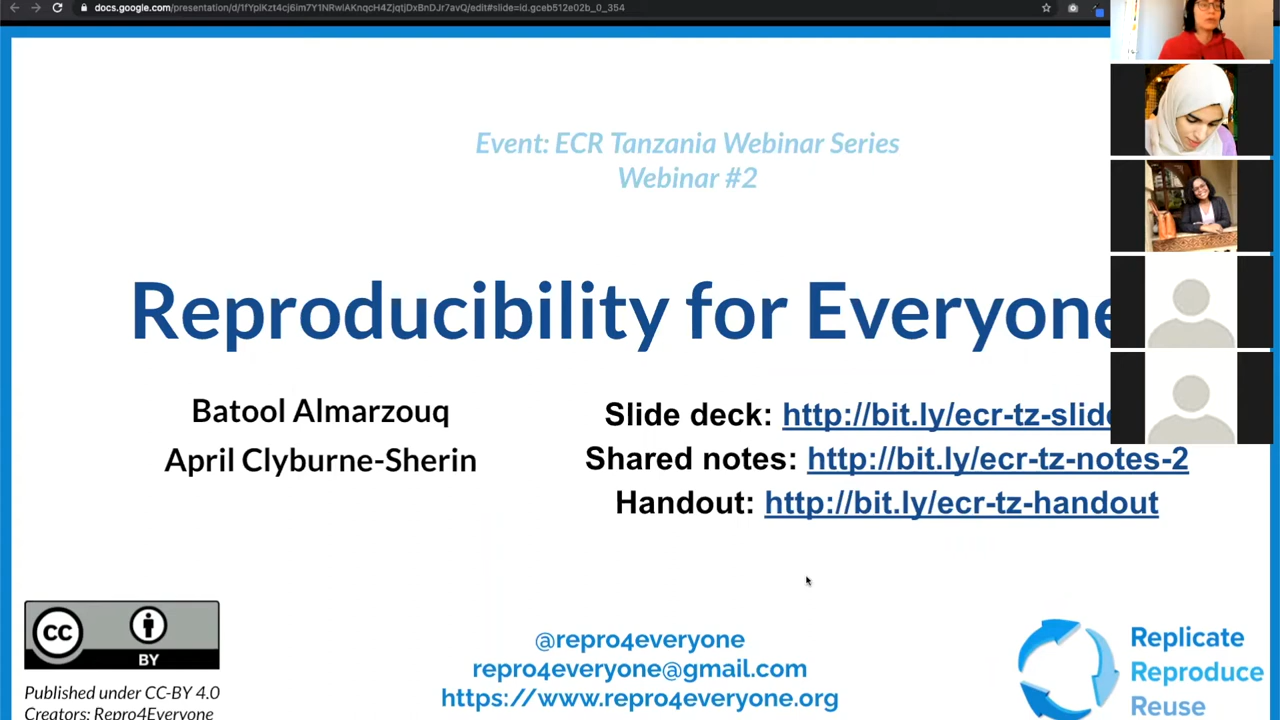 docs.google.com/presentation/d/1fYpIKzt4cj6im7Y1NRwlAKnqcH4ZjqtjDxBnDJr7avQ/edit#slide=id.gceb512e02b_0_354
Event: ECR Tanzania Webinar Series
Webinar #2
Reproducibility for Everyone
Batool Almarzouq
April Clyburne-Sherin
Slide deck: http://bit.ly/ecr-tz-slide
Shared notes: http://bit.ly/ecr-tz-notes-2
Handout: http://bit.ly/ecr-tz-handout
CC BY
Published under CC-BY 4.0
Creators: Repro4Everyone
@repro4everyone
repro4everyone@gmail.com
https://www.repro4everyone.org
Replicate
Reproduce
Reuse